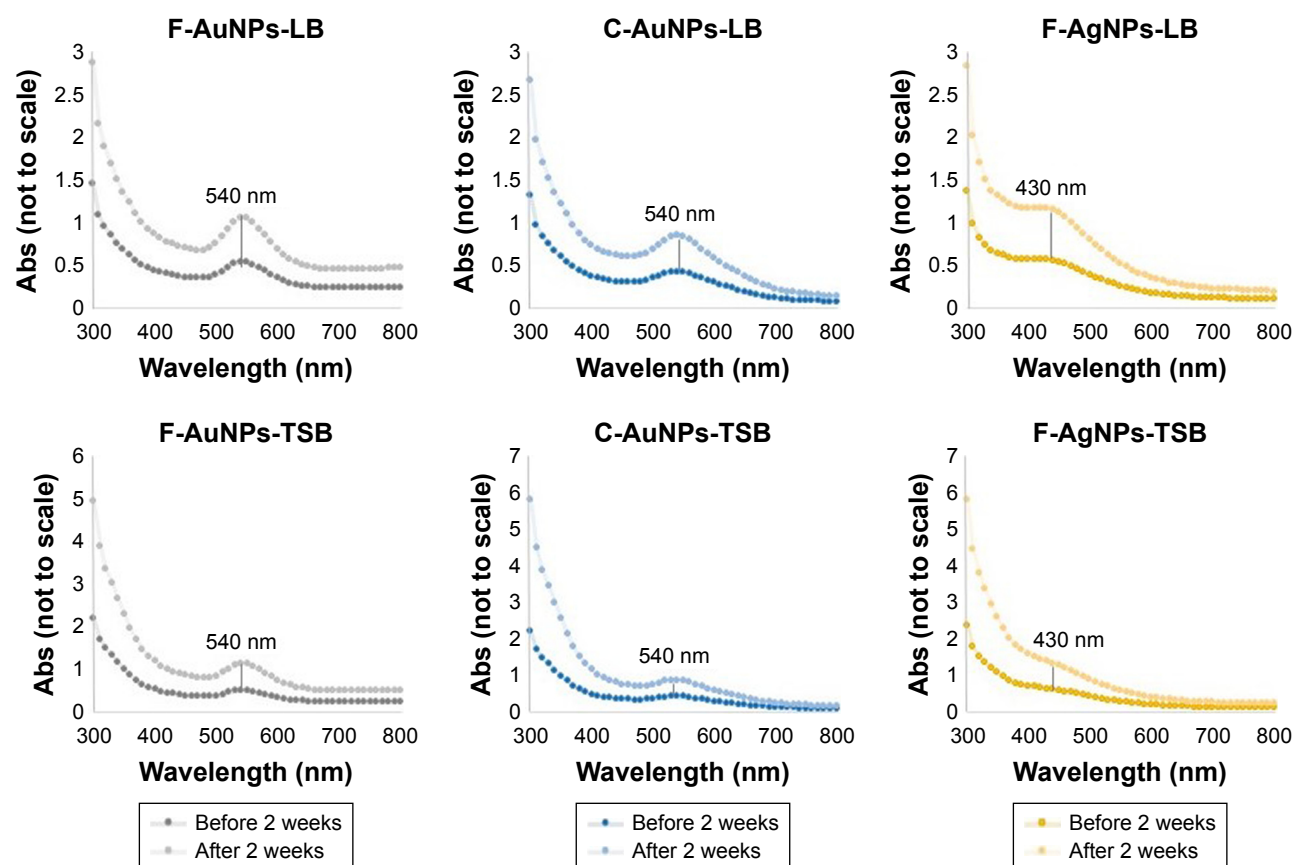 F-AuNPs-LB
Abs (not to scale)
3
2.5
2
1.5
1
0.5
0
540 nm
300 400 500 600 700 800
Wavelength (nm)
C-AuNPs-LB
Abs (not to scale)
3
2.5
2
1.5
1
0.5
0
540 nm
300 400 500 600 700 800
Wavelength (nm)
F-AgNPs-LB
Abs (not to scale)
3
2.5
2
1.5
1
0.5
0
430 nm
300 400 500 600 700 800
Wavelength (nm)
F-AuNPs-TSB
Abs (not to scale)
6
5
4
3
2
1
0
540 nm
300 400 500 600 700 800
Wavelength (nm)
Before 2 weeks
After 2 weeks
C-AuNPs-TSB
Abs (not to scale)
7
6
5
4
3
2
1
0
540 nm
300 400 500 600 700 800
Wavelength (nm)
Before 2 weeks
After 2 weeks
F-AgNPs-TSB
Abs (not to scale)
7
6
5
4
3
2
1
0
430 nm
300 400 500 600 700 800
Wavelength (nm)
Before 2 weeks
After 2 weeks